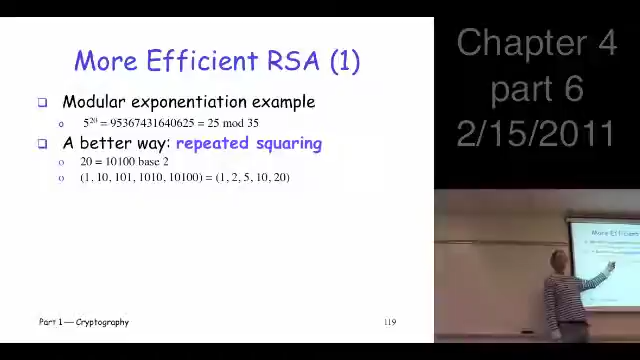 More Efficient RSA (1)
Modular exponentiation example
5²⁰ = 95367431640625 = 25 mod 35
A better way: repeated squaring
20 = 10100 base 2
(1, 10, 101, 1010, 10100) = (1, 2, 5, 10, 20)
Part 1 — Cryptography
119
Chapter 4
part 6
2/15/2011
More Effi